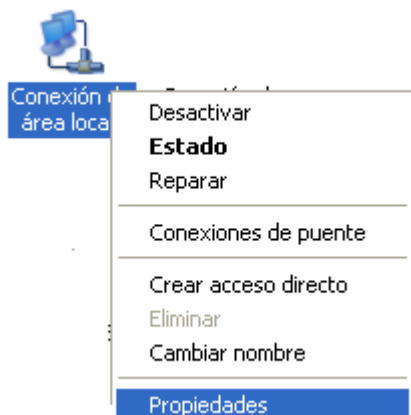 Conexión
área loca
Desactivar
Estado
Reparar
Conexiones de puente
Crear acceso directo
Eliminar
Cambiar nombre
Propiedades